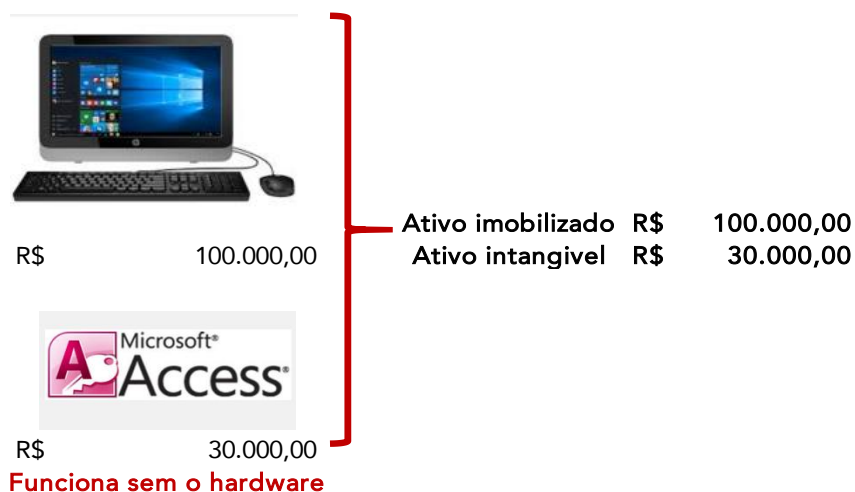 R$ 100.000,00
Ativo imobilizado R$ 100.000,00
Ativo intangivel R$ 30.000,00
Microsoft®
A Access®
R$ 30.000,00
Funciona sem o hardware